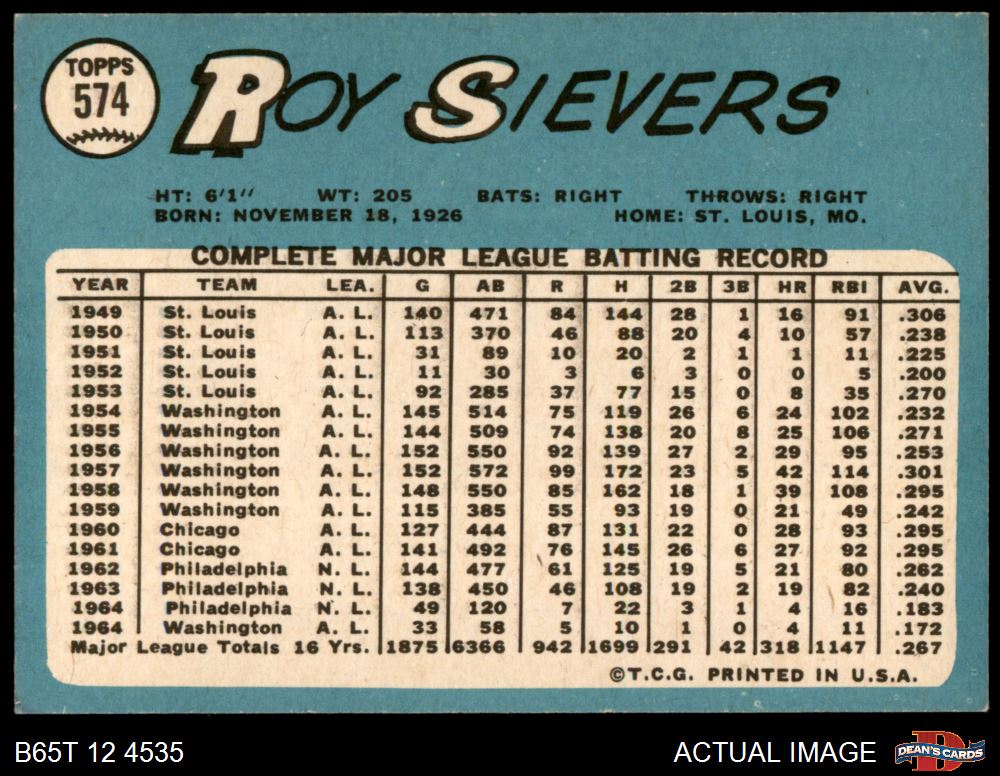 TOPPS
574
ROY SIEVERS
HT: 6'1" WT: 205 BATS: RIGHT THROWS: RIGHT
BORN: NOVEMBER 18, 1926 HOME: ST. LOUIS, MO.
COMPLETE MAJOR LEAGUE BATTING RECORD
YEAR TEAM LEA. G AB R H 2B 3B HR RBI AVG.
1949 St. Louis A. L. 140 471 84 144 28 1 16 91 .306
1950 St. Louis A. L. 113 370 46 88 20 4 10 57 .238
1951 St. Louis A. L. 31 89 10 20 2 1 1 11 .225
1952 St. Louis A. L. 11 30 3 6 3 0 0 5 .200
1953 St. Louis A. L. 92 285 37 77 15 0 8 35 .270
1954 Washington A. L. 145 514 75 119 26 6 24 102 .232
1955 Washington A. L. 144 509 74 138 20 8 25 106 .271
1956 Washington A. L. 152 550 92 139 27 2 29 95 .253
1957 Washington A. L. 152 572 99 172 23 5 42 114 .301
1958 Washington A. L. 148 550 85 162 18 1 39 108 .295
1959 Washington A. L. 115 385 55 93 19 0 21 49 .242
1960 Chicago A. L. 127 444 87 131 22 0 28 93 .295
1961 Chicago A. L. 141 492 76 145 26 6 27 92 .295
1962 Philadelphia N. L. 144 477 61 125 19 5 21 80 .262
1963 Philadelphia N. L. 138 450 46 108 19 2 19 82 .240
1964 Philadelphia N. L. 49 120 7 22 3 1 4 16 .183
1964 Washington A. L. 33 58 5 10 1 0 4 11 .172
Major League Totals 16 Yrs. 1875 6366 942 1699 291 42 318 1147 .267
©T.C.G. PRINTED IN U.S.A.
B65T 12 4535 ACTUAL IMAGE D DEAN'S CARDS